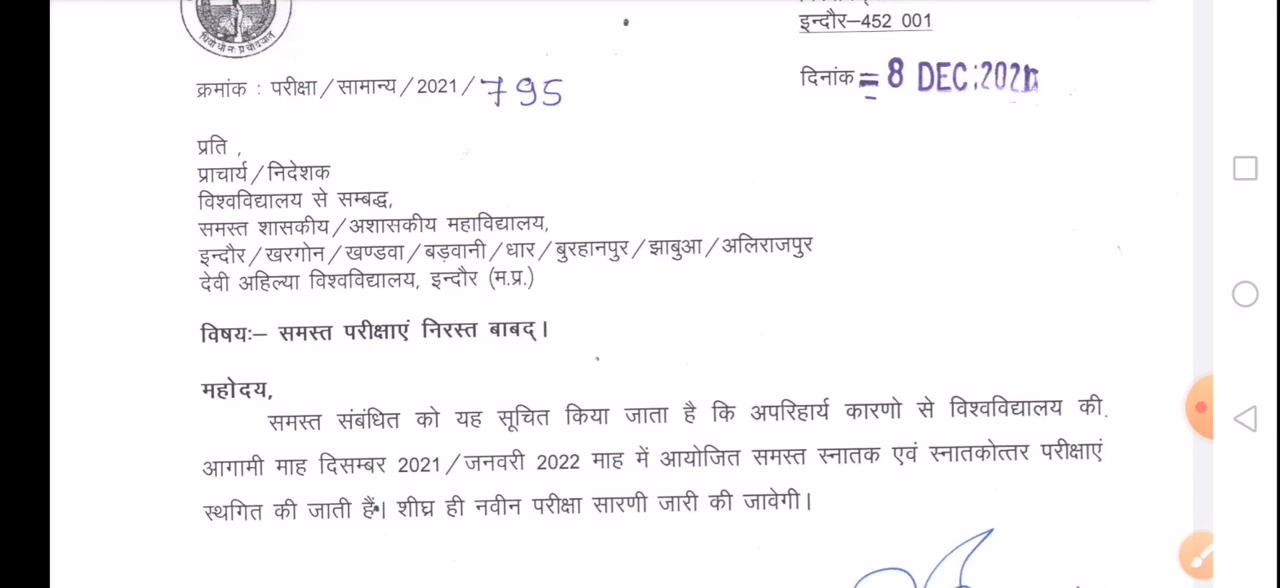 धियो यो नः प्रचोदयात्
इन्दौर–452 001
क्रमांक : परीक्षा/सामान्य/2021/795
दिनांक = 8 DEC 2021
प्रति ,
प्राचार्य/निदेशक
विश्वविद्यालय से सम्बद्ध,
समस्त शासकीय/अशासकीय महाविद्यालय,
इन्दौर/खरगोन/खण्डवा/बड़वानी/धार/बुरहानपुर/झाबुआ/अलिराजपुर
देवी अहिल्या विश्वविद्यालय, इन्दौर (म.प्र.)
विषयः– समस्त परीक्षाएं निरस्त बाबद्।
महोदय,
समस्त संबंधित को यह सूचित किया जाता है कि अपरिहार्य कारणो से विश्वविद्यालय की
आगामी माह दिसम्बर 2021/जनवरी 2022 माह में आयोजित समस्त स्नातक एवं स्नातकोत्तर परीक्षाएं
स्थगित की जाती हैं। शीघ्र ही नवीन परीक्षा सारणी जारी की जावेगी।